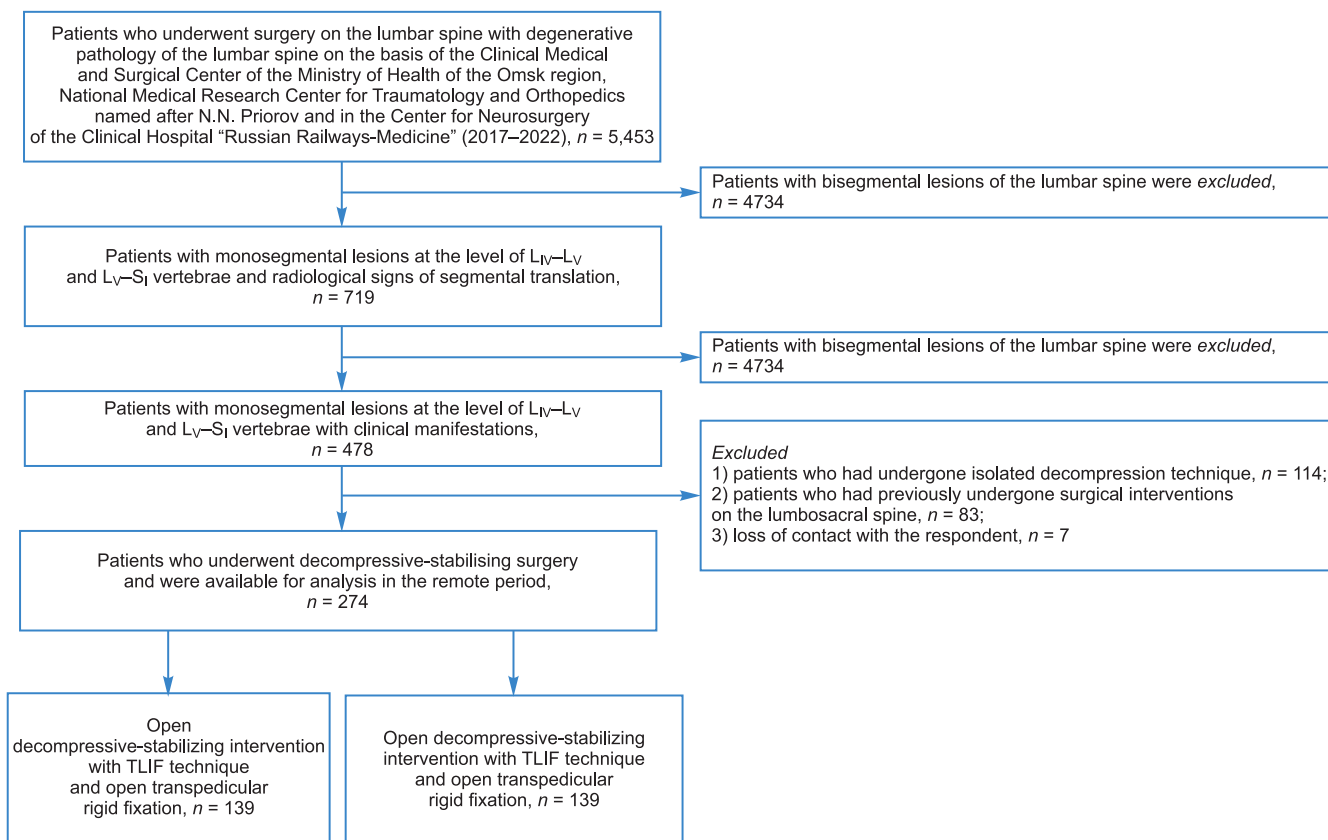 Patients who underwent surgery on the lumbar spine with degenerative
pathology of the lumbar spine on the basis of the Clinical Medical
and Surgical Center of the Ministry of Health of the Omsk region,
National Medical Research Center for Traumatology and Orthopedics
named after N.N. Priorov and in the Center for Neurosurgery
of the Clinical Hospital “Russian Railways-Medicine” (2017–2022), n = 5,453
Patients with bisegmental lesions of the lumbar spine were excluded,
n = 4734
Patients with monosegmental lesions at the level of LIV–LV
and LV–SI vertebrae and radiological signs of segmental translation,
n = 719
Patients with bisegmental lesions of the lumbar spine were excluded,
n = 4734
Patients with monosegmental lesions at the level of LIV–LV
and LV–SI vertebrae with clinical manifestations,
n = 478
Excluded
1) patients who had undergone isolated decompression technique, n = 114;
2) patients who had previously undergone surgical interventions
on the lumbosacral spine, n = 83;
3) loss of contact with the respondent, n = 7
Patients who underwent decompressive-stabilising surgery
and were available for analysis in the remote period,
n = 274
Open
decompressive-stabilizing intervention
with TLIF technique
and open transpedicular
rigid fixation, n = 139
Open decompressive-stabilizing
intervention with TLIF technique
and open transpedicular
rigid fixation, n = 139